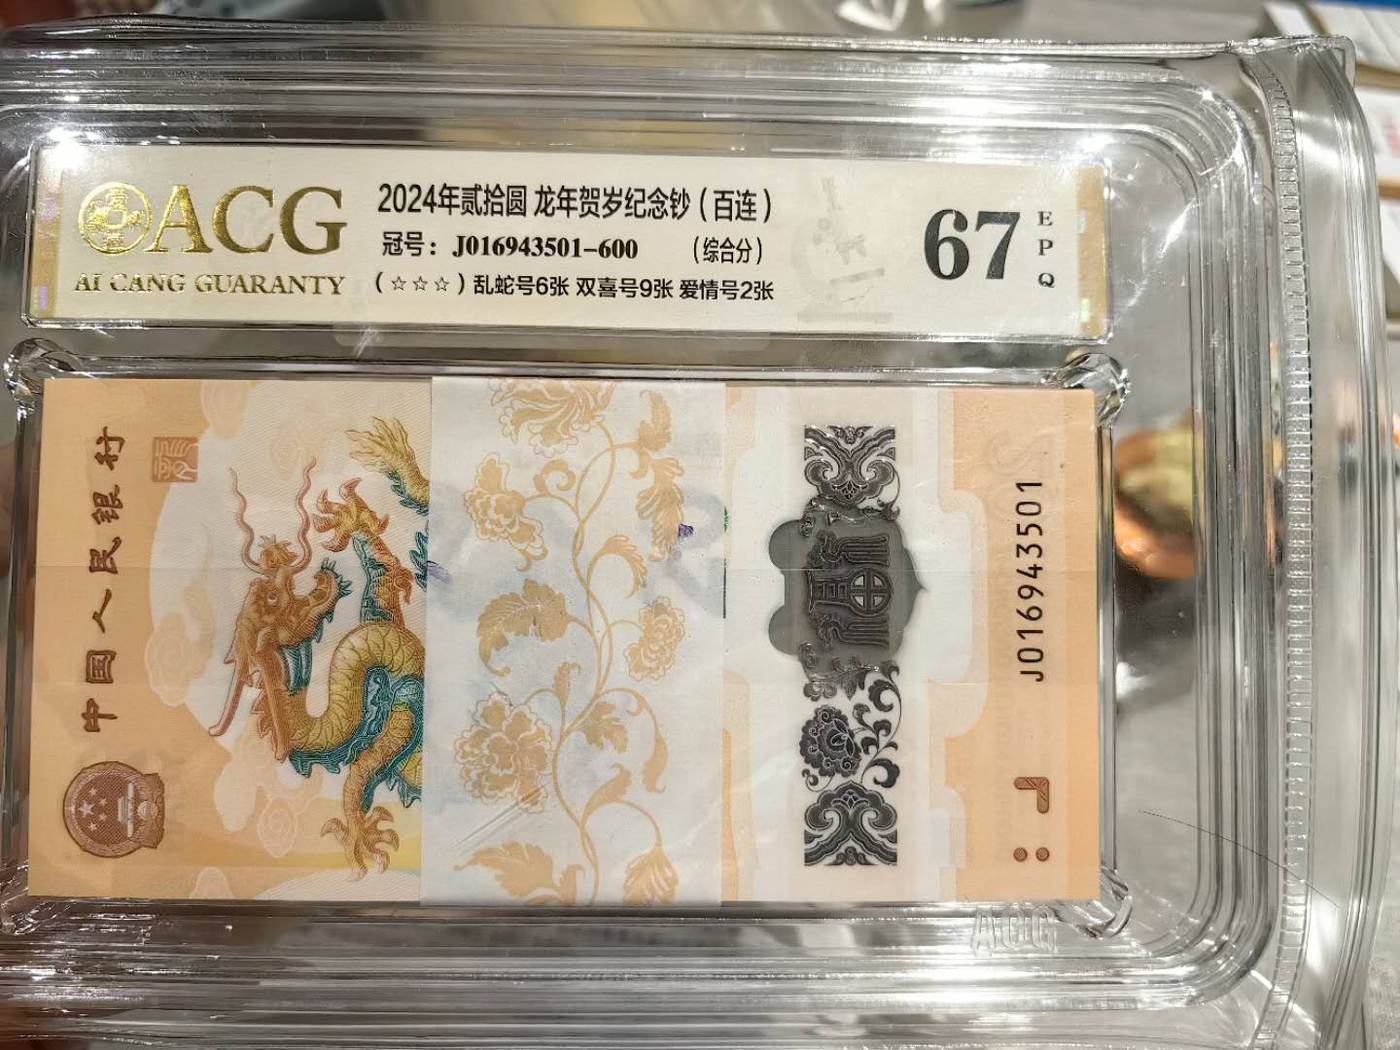 ACG
AI CANG GUARANTY
2024年贰拾圆 龙年贺岁纪念钞(百连)
冠号: J016943501-600 (综合分)
(☆☆☆)乱蛇号6张 双喜号9张 爱情号2张
67
EPQ
中国人民银行
J016943501
ACG